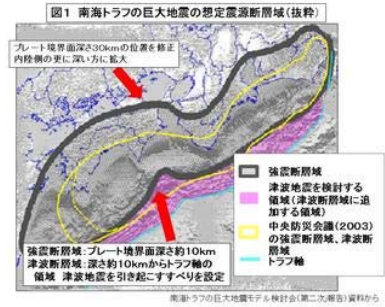 図1 南海トラフの巨大地震の想定震源断層域(抜粋)
プレート境界面深さ30kmの位置を修正
内陸側の更に深い方に拡大
強震断層域
津波地震を検討する
領域(津波断層域に追
加する領域)
中央防災会議(2003)
の強震断層域、津波断
層域
トラフ軸
強震断層域:プレート境界面深さ約10km
津波断層域:深さ約10kmからトラフ軸の
領域 津波地震を引き起こすすべりを設定
南海トラフの巨大地震モデル検討会(第二次報告)資料から